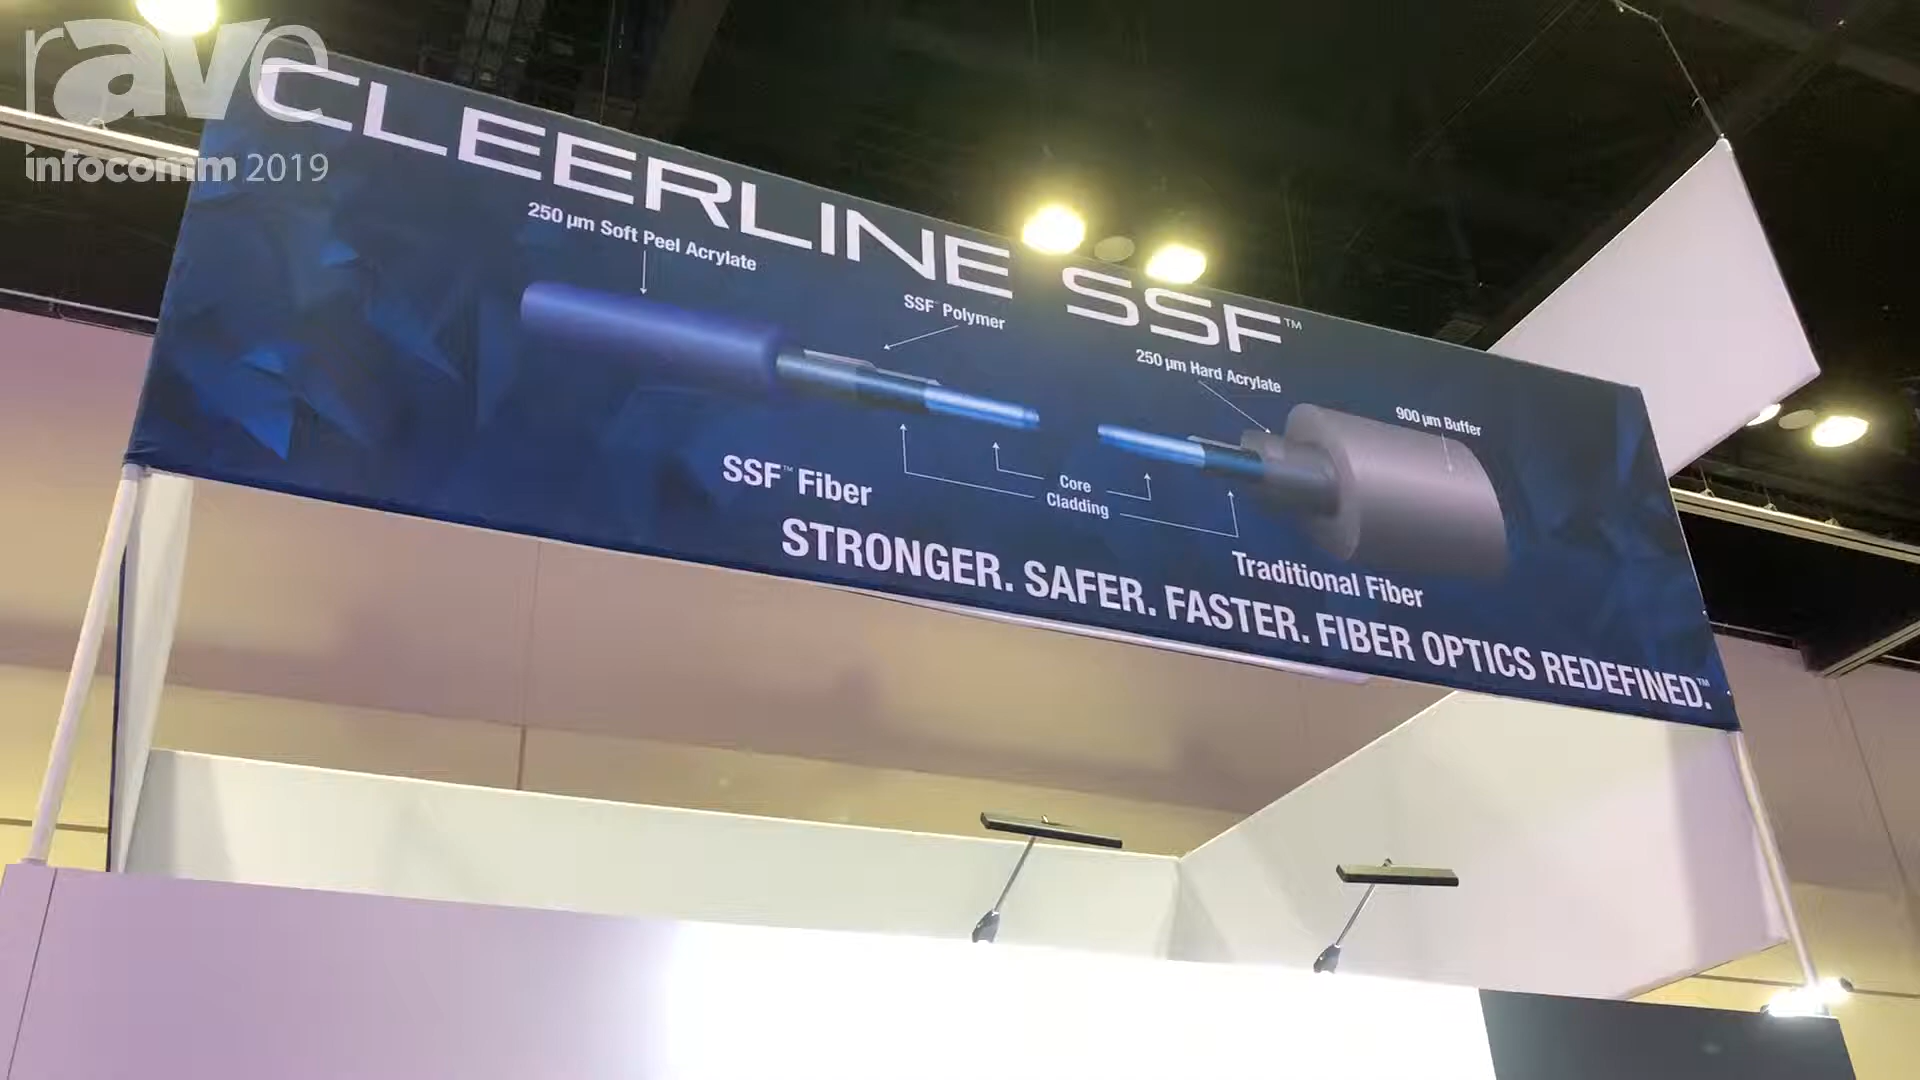 rAVe
infocomm 2019
CLEERLINE SSF™
250 µm Soft Peel Acrylate
SSF™ Polymer
250 µm Hard Acrylate
900 µm Buffer
Core
Cladding
SSF™ Fiber
Traditional Fiber
STRONGER. SAFER. FASTER. FIBER OPTICS REDEFINED.™